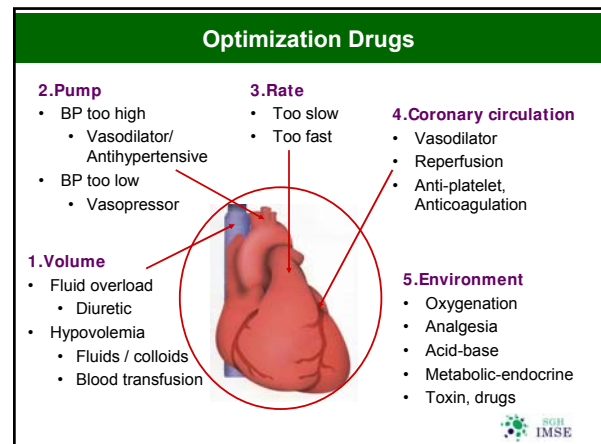 Optimization Drugs
2.Pump
• BP too high
• Vasodilator/
Antihypertensive
• BP too low
• Vasopressor
3.Rate
• Too slow
• Too fast
4.Coronary circulation
• Vasodilator
• Reperfusion
• Anti-platelet,
Anticoagulation
1.Volume
• Fluid overload
• Diuretic
• Hypovolemia
• Fluids / colloids
• Blood transfusion
5.Environment
• Oxygenation
• Analgesia
• Acid-base
• Metabolic-endocrine
• Toxin, drugs
SGH
IMSE